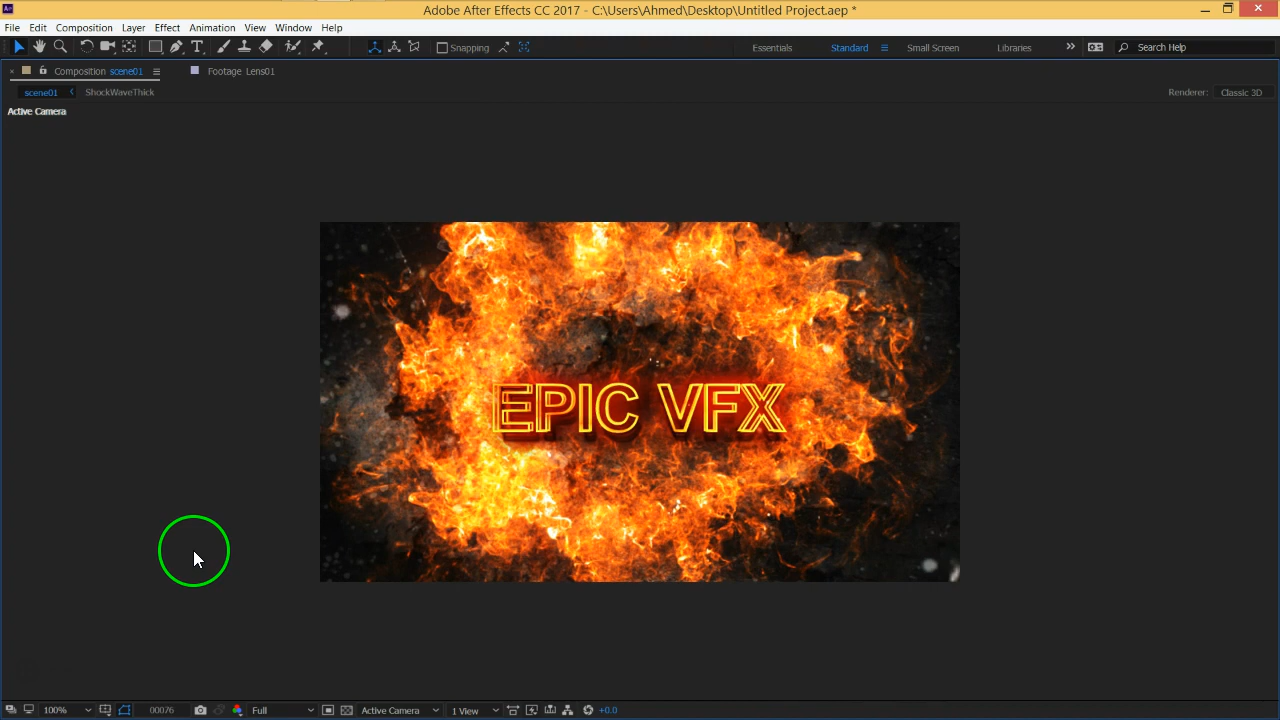 Adobe After Effects CC 2017 - C:\Users\Ahmed\Desktop\Untitled Project.aep *
File Edit Composition Layer Effect Animation View Window Help
Snapping Essentials Standard Small Screen Libraries Search Help
Composition scene01 Footage Lens01
scene01 ShockWaveThick Renderer: Classic 3D
Active Camera
EPIC VFX
100% 00076 Full Active Camera 1 View +0.0